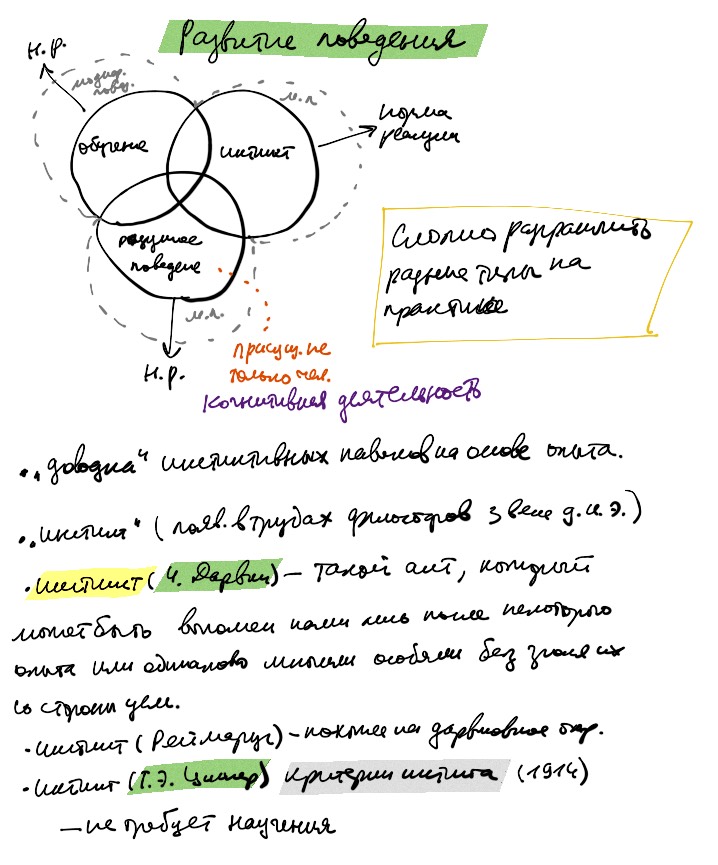 Развитие поведения
Н.Р.
модиф.
повед.
м.п
обучение
инстинкт
норма
реакции
разумное
поведение
м.п.
Н.Р.
Сложно разграничить
разные типы на
практике
присущ. не
только чел.
Когнитивная деятельность
• „доводка“ инстинктивных навыков на основе опыта.
• „инстинкт“ (появ. в трудах философов 3 веке д.н.э.)
• инстинкт (Ч. Дарвин) – такой акт, который
может быть выполнен нами лишь после некоторого
опыта или одинаково многими особями без знания их
со стороны цели.
• инстинкт (Реймарус) – похожее на дарвиновское опр.
• инстинкт (Г.Э. Циглер) критерии инстинкта (1914)
— не требует научения